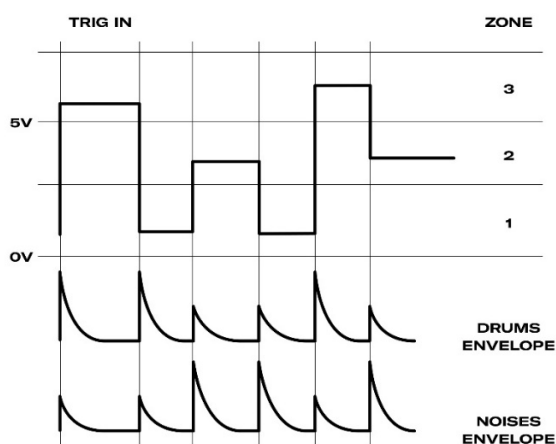 TRIG IN
ZONE
3
5V
2
1
0V
DRUMS
ENVELOPE
NOISES
ENVELOPE